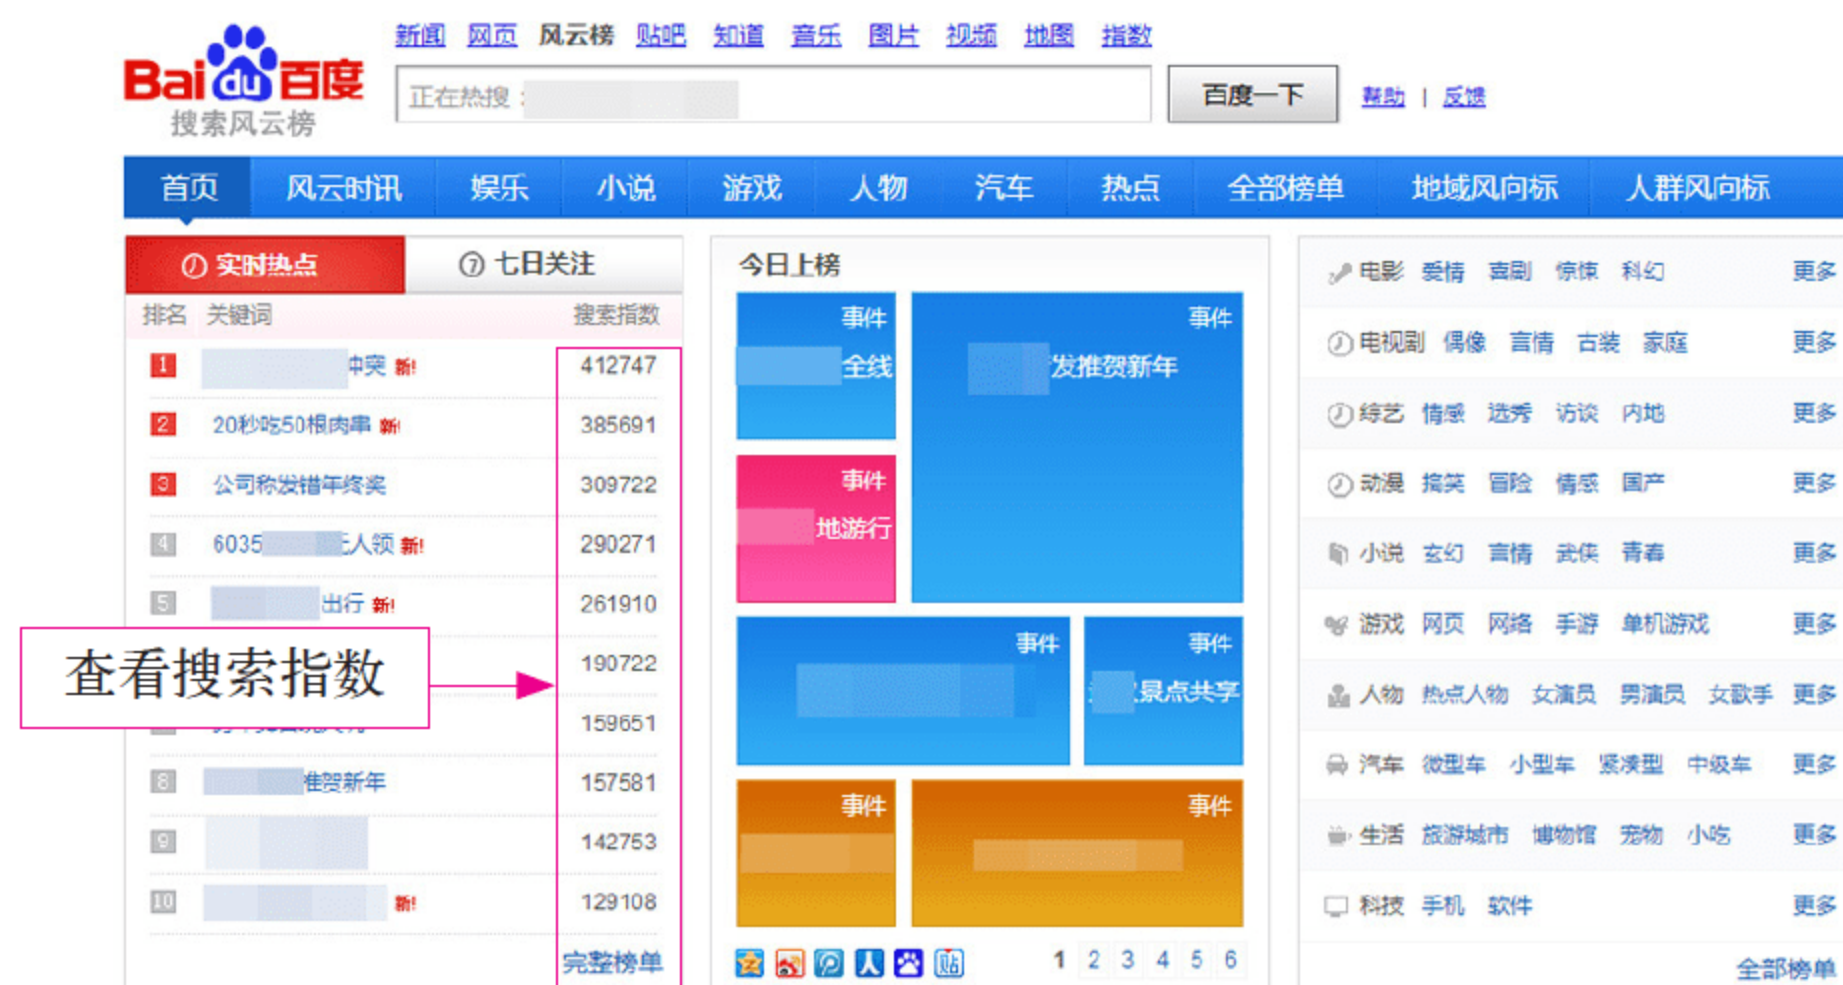 新闻 网页 风云榜 贴吧 知道 音乐 图片 视频 地图 指数
Bai du 百度
搜索风云榜
正在热搜：
百度一下
帮助 | 反馈
首页 风云时讯 娱乐 小说 游戏 人物 汽车 热点 全部榜单 地域风向标 人群风向标
实时热点 7 七日关注
排名 关键词 搜索指数
1 冲突 新! 412747
2 20秒吃50根肉串 新! 385691
3 公司称发错年终奖 309722
4 6035 无人领 新! 290271
5 出行 新! 261910
190722
159651
8 推贺新年 157581
9 142753
10 新! 129108
完整榜单
查看搜索指数
今日上榜
事件
全线
事件
发推贺新年
事件
地游行
事件
事件
景点共享
事件
事件
贴
1 2 3 4 5 6
电影 爱情 喜剧 惊悚 科幻 更多
电视剧 偶像 言情 古装 家庭 更多
综艺 情感 选秀 访谈 内地 更多
动漫 搞笑 冒险 情感 国产 更多
小说 玄幻 言情 武侠 青春 更多
游戏 网页 网络 手游 单机游戏 更多
人物 热点人物 女演员 男演员 女歌手 更多
汽车 微型车 小型车 紧凑型 中级车 更多
生活 旅游城市 博物馆 宠物 小吃 更多
科技 手机 软件 更多
全部榜单